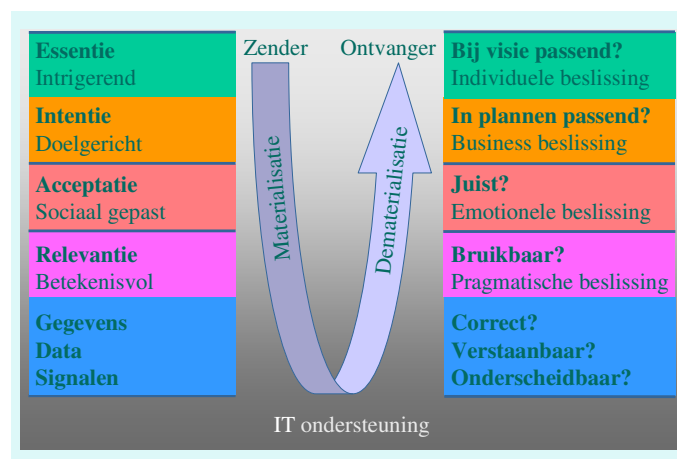 Essentie
Intrigerend
Intentie
Doelgericht
Acceptatie
Sociaal gepast
Relevantie
Betekenisvol
Gegevens
Data
Signalen
Zender
Ontvanger
Materialisatie
Dematerialisatie
Bij visie passend?
Individuele beslissing
In plannen passend?
Business beslissing
Juist?
Emotionele beslissing
Bruikbaar?
Pragmatische beslissing
Correct?
Verstaanbaar?
Onderscheidbaar?
IT ondersteuning